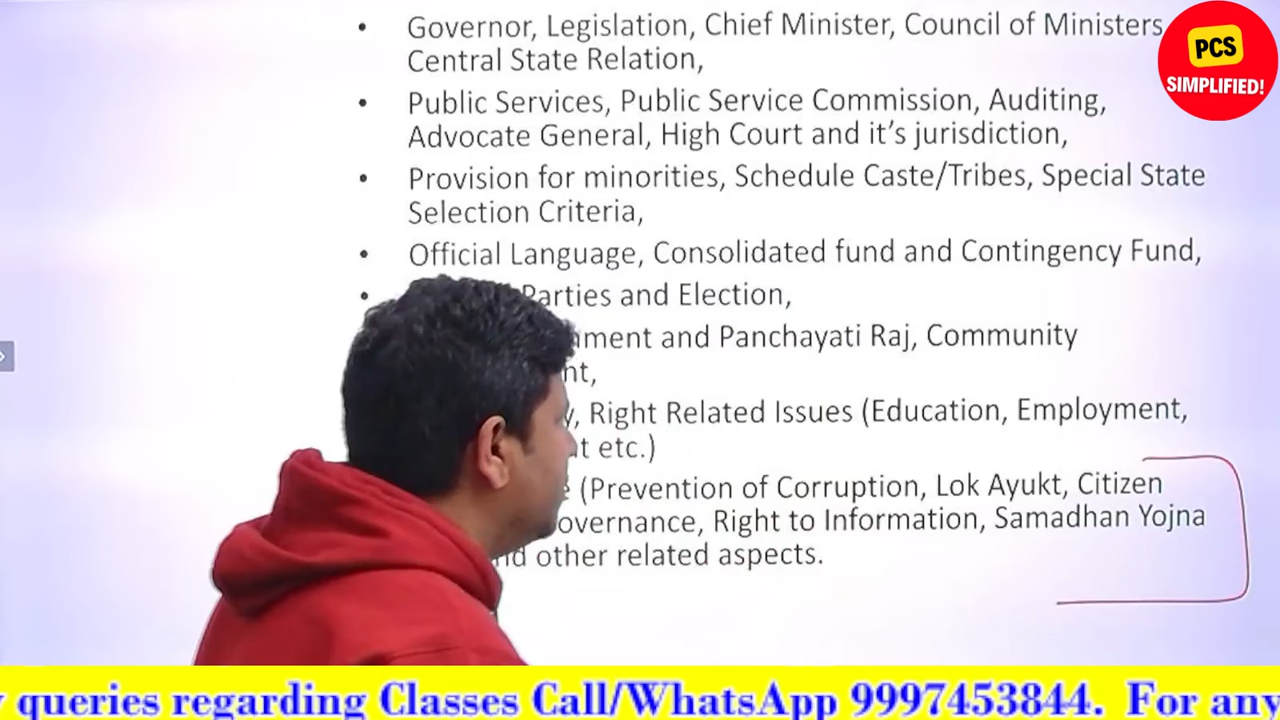 • Governor, Legislation, Chief Minister, Council of Ministers
Central State Relation,
• Public Services, Public Service Commission, Auditing,
Advocate General, High Court and it's jurisdiction,
• Provision for minorities, Schedule Caste/Tribes, Special State
Selection Criteria,
• Official Language, Consolidated fund and Contingency Fund,
• Parties and Election,
and Panchayati Raj, Community
Right Related Issues (Education, Employment,
etc.)
(Prevention of Corruption, Lok Ayukt, Citizen
Right to Information, Samadhan Yojna
other related aspects.
PCS
SIMPLIFIED!
queries regarding Classes Call/WhatsApp 9997453844. For any